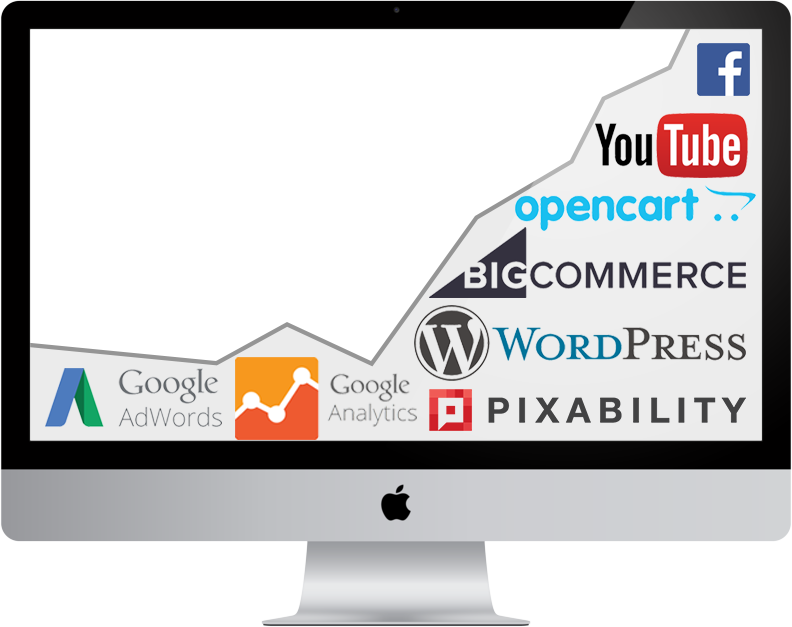 f
YouTube
opencart
BIGCOMMERCE
W WORDPRESS
Google
AdWords
Google
Analytics
PIXABILITY